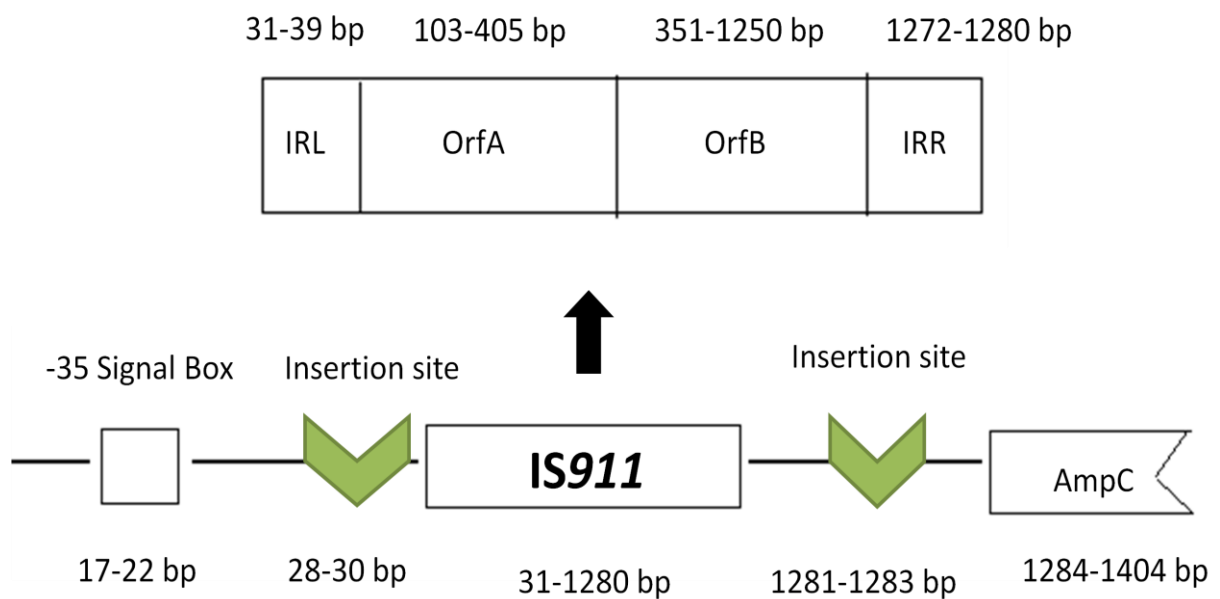 31-39 bp 103-405 bp 351-1250 bp 1272-1280 bp
IRL OrfA OrfB IRR
-35 Signal Box Insertion site Insertion site
IS911 AmpC
17-22 bp 28-30 bp 31-1280 bp 1281-1283 bp 1284-1404 bp